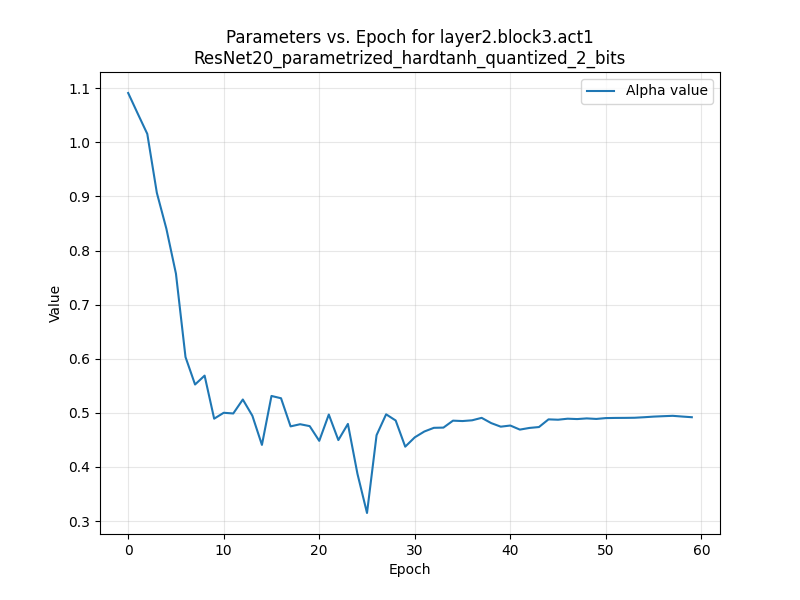 Parameters vs. Epoch for layer2.block3.act1
ResNet20_parametrized_hardtanh_quantized_2_bits
Alpha value
1.1
1.0
0.9
0.8
0.7
0.6
0.5
0.4
0.3
Value
0 10 20 30 40 50 60
Epoch